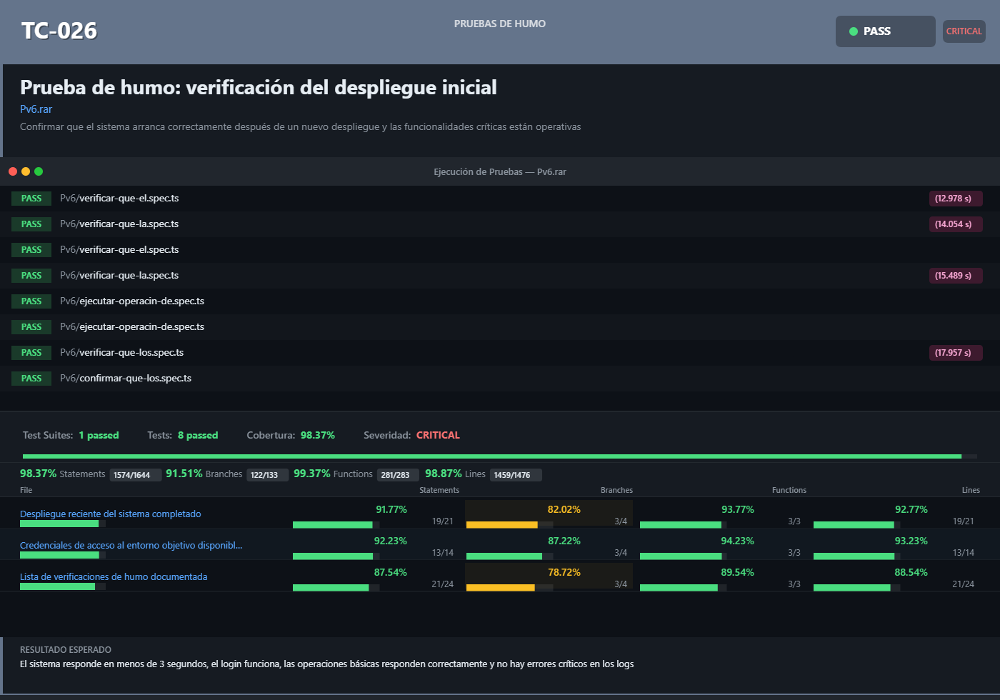 TC-026
PRUEBAS DE HUMO
PASS
CRITICAL
Prueba de humo: verificación del despliegue inicial
Pv6.rar
Confirmar que el sistema arranca correctamente después de un nuevo despliegue y las funcionalidades críticas están operativas
Ejecución de Pruebas — Pv6.rar
PASS Pv6/verificar-que-el.spec.ts (12.978 s)
PASS Pv6/verificar-que-la.spec.ts (14.054 s)
PASS Pv6/verificar-que-el.spec.ts
PASS Pv6/verificar-que-la.spec.ts (15.489 s)
PASS Pv6/ejecutar-operacin-de.spec.ts
PASS Pv6/ejecutar-operacin-de.spec.ts
PASS Pv6/verificar-que-los.spec.ts (17.957 s)
PASS Pv6/confirmar-que-los.spec.ts
Test Suites: 1 passed Tests: 8 passed Cobertura: 98.37% Severidad: CRITICAL
98.37% Statements 1574/1644 91.51% Branches 122/133 99.37% Functions 281/283 98.87% Lines 1459/1476
File Statements Branches Functions Lines
Despliegue reciente del sistema completado 91.77% 19/21 82.02% 3/4 93.77% 3/3 92.77% 19/21
Credenciales de acceso al entorno objetivo disponibl... 92.23% 13/14 87.22% 3/4 94.23% 3/3 93.23% 13/14
Lista de verificaciones de humo documentada 87.54% 21/24 78.72% 3/4 89.54% 3/3 88.54% 21/24
RESULTADO ESPERADO
El sistema responde en menos de 3 segundos, el login funciona, las operaciones básicas responden correctamente y no hay errores críticos en los logs